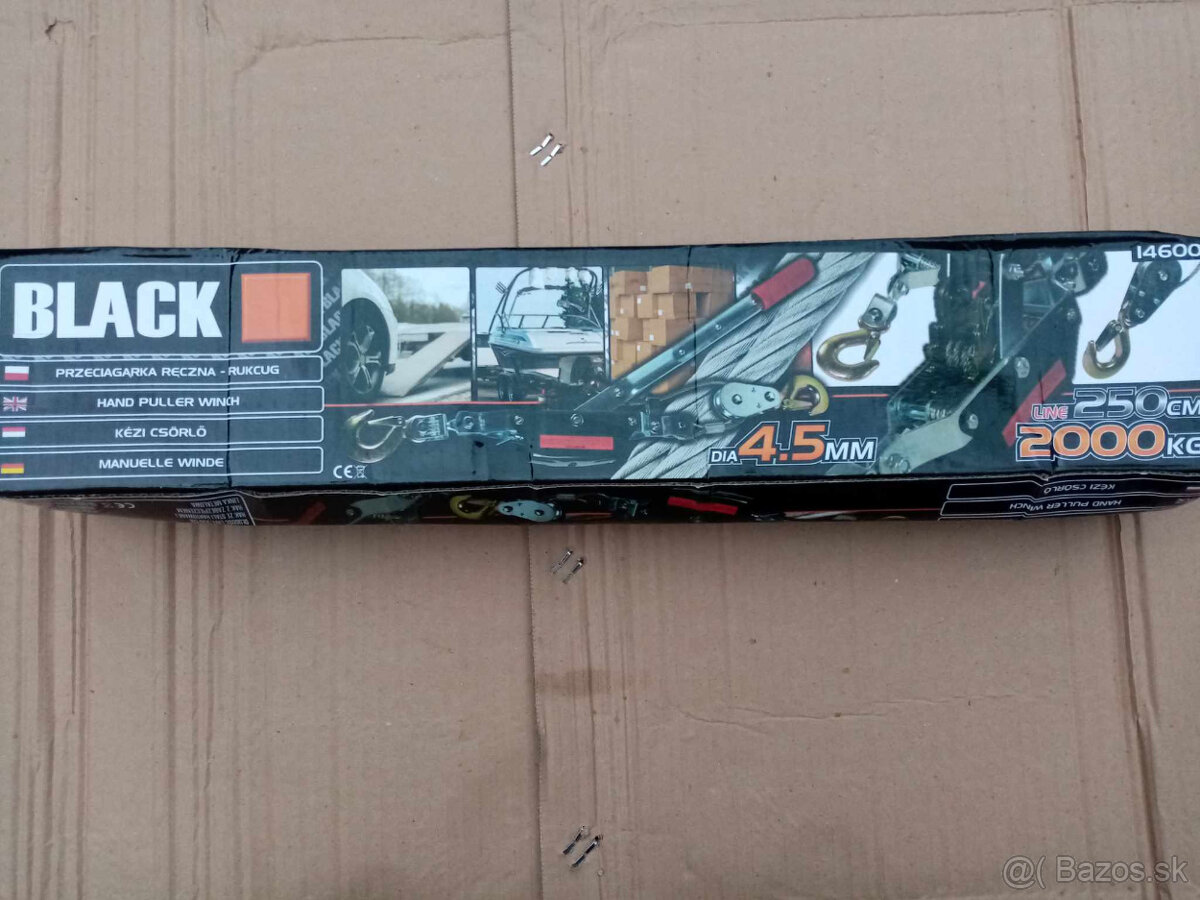 BLACK
PRZECIAGARKA RĘCZNA - RUKCUG
HAND PULLER WINCH
KÉZI CSÖRLŐ
MANUELLE WINDE
CE
DIA 4.5MM
14600
LINE 250CM
2000KG
KÉZI CSÖRLŐ
HAND PULLER WINCH
@( Bazos.sk